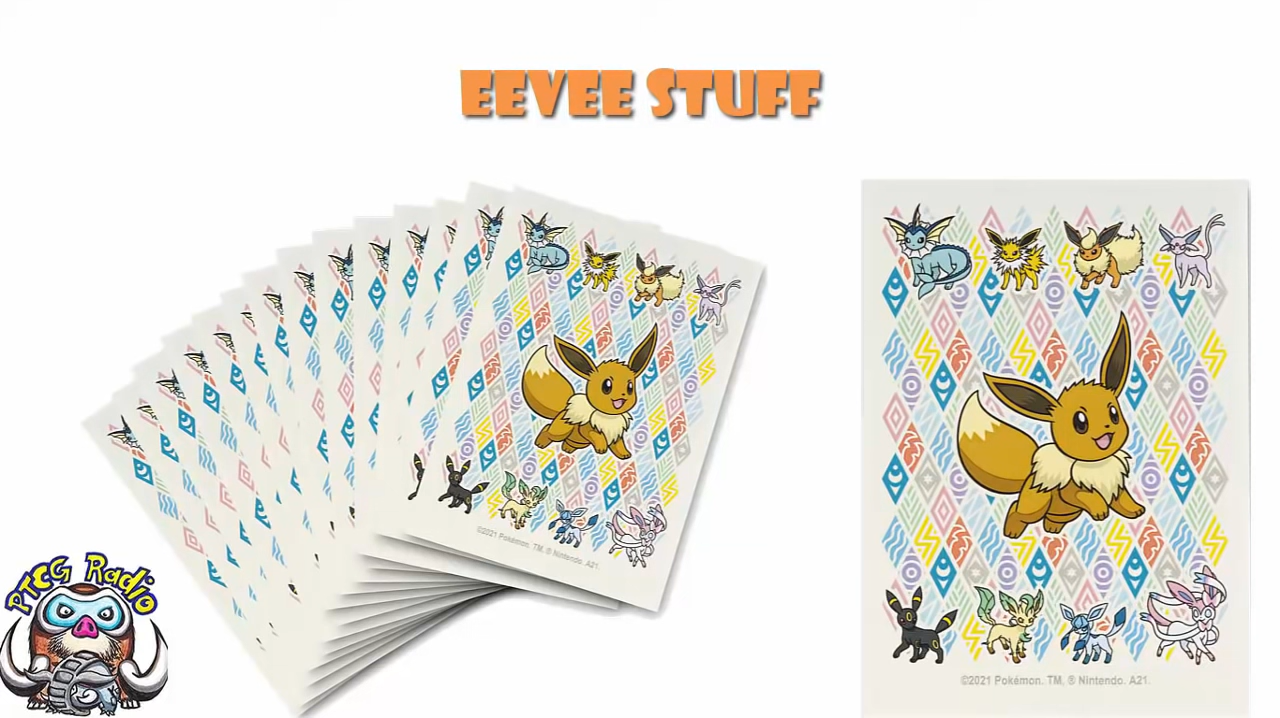 EEVEE STUFF
©2021 Pokémon. TM, ® Nintendo. A21.
©2021 Pokémon. TM, ® Nintendo. A21.
PTCG Radio